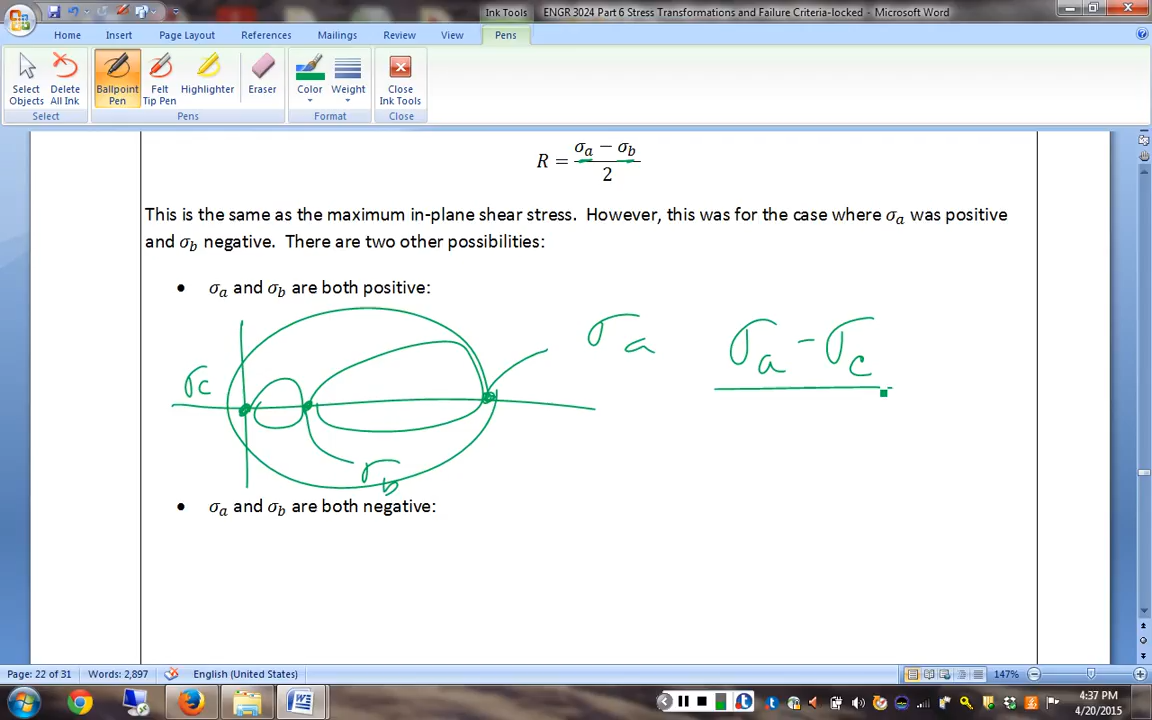 Ink Tools
ENGR 3024 Part 6 Stress Transformations and Failure Criteria-locked - Microsoft Word
Home Insert Page Layout References Mailings Review View Pens
Select Objects
Delete All Ink
Ballpoint Pen
Felt Tip Pen
Highlighter
Eraser
Color
Weight
Close Ink Tools
Select Pens Format Close
R = (σa − σb)/2
This is the same as the maximum in-plane shear stress. However, this was for the case where σa was positive
and σb negative. There are two other possibilities:
• σa and σb are both positive:
σa
σa - σc
σc
σb
• σa and σb are both negative:
Page: 22 of 31 Words: 2,897 English (United States) 147%
4:37 PM
4/20/2015